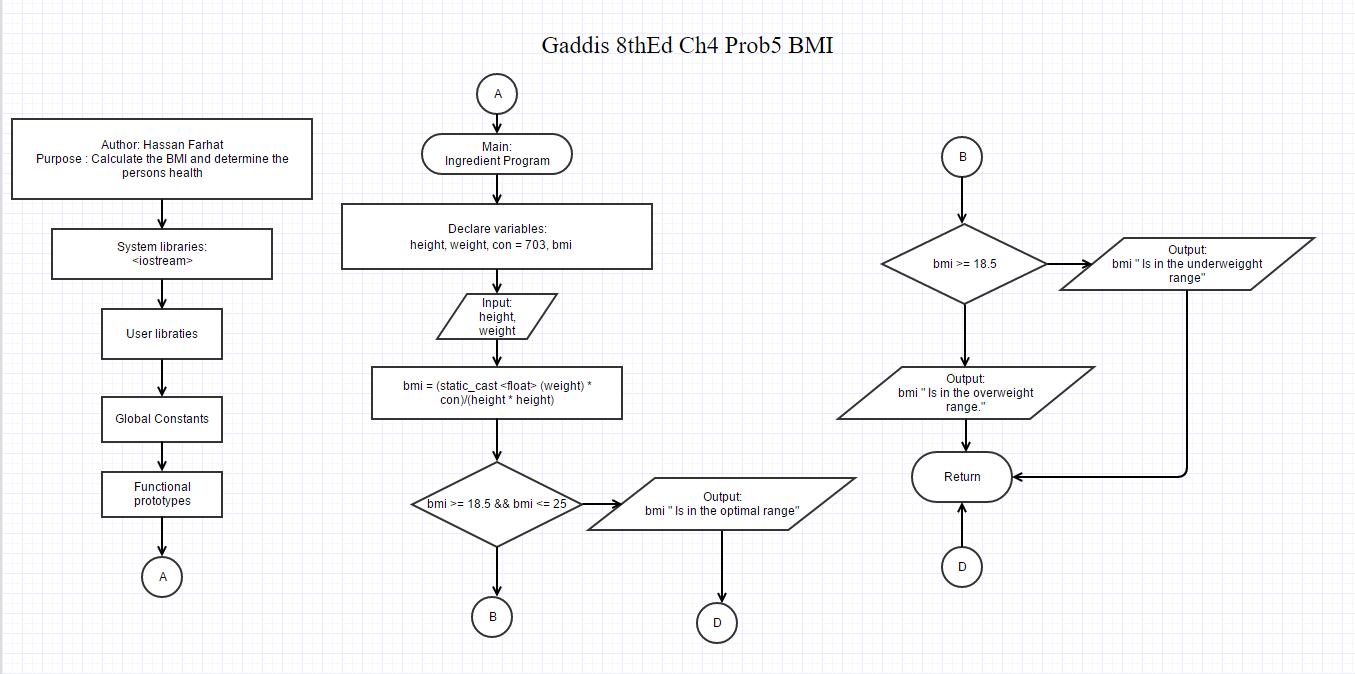 Gaddis 8thEd Ch4 Prob5 BMI
Author: Hassan Farhat
Purpose : Calculate the BMI and determine the
persons health
System libraries:
<iostream>
User libraties
Global Constants
Functional
prototypes
A
A
Main:
Ingredient Program
Declare variables:
height, weight, con = 703, bmi
Input:
height,
weight
bmi = (static_cast <float> (weight) *
con)/(height * height)
bmi >= 18.5 && bmi <= 25
Output:
bmi " Is in the optimal range"
B
D
B
bmi >= 18.5
Output:
bmi " Is in the underweigght
range"
Output:
bmi " Is in the overweight
range."
Return
D